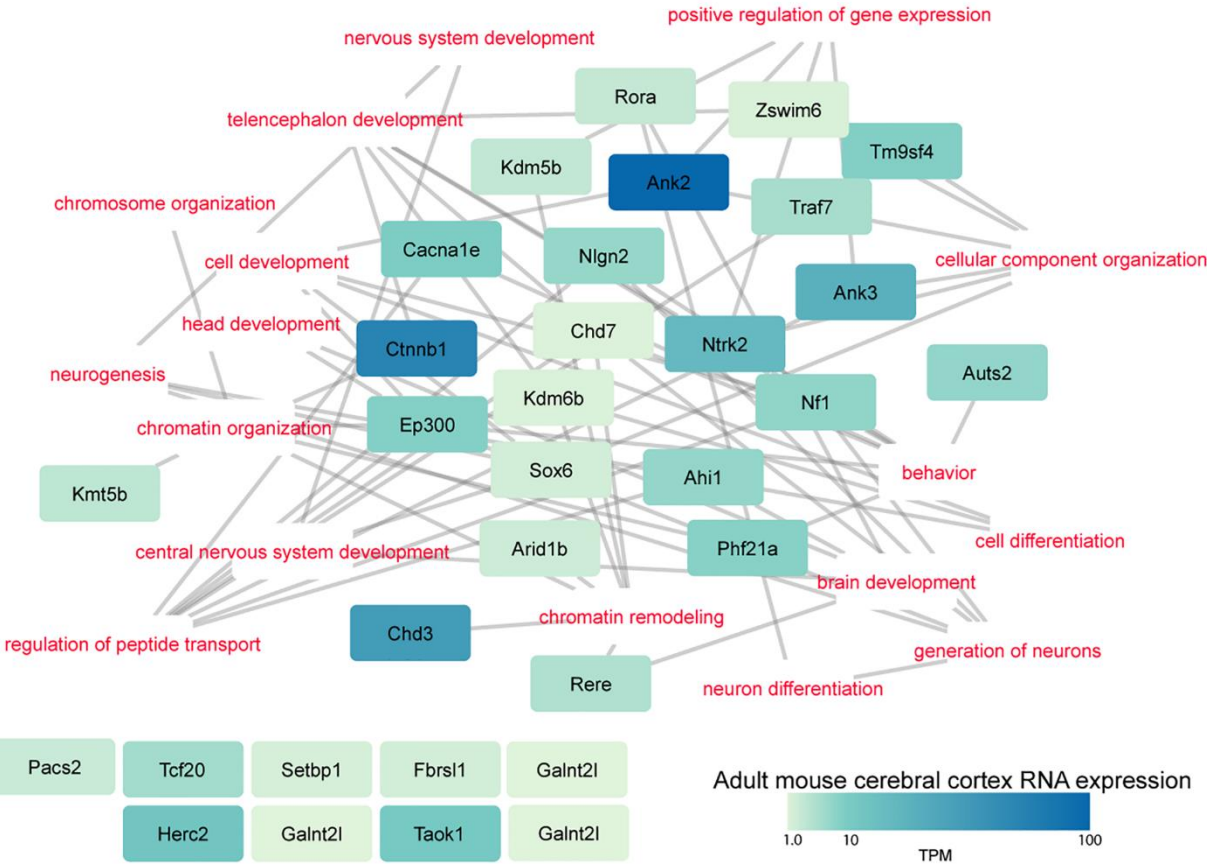 positive regulation of gene expression
nervous system development
Rora
Zswim6
telencephalon development
Tm9sf4
Kdm5b
Ank2
Traf7
chromosome organization
Cacna1e
Nlgn2
cell development
cellular component organization
Ank3
head development
Chd7
Ctnnb1
Ntrk2
neurogenesis
Auts2
Kdm6b
Nf1
chromatin organization
Ep300
Sox6
Ahi1
behavior
Kmt5b
central nervous system development
Arid1b
Phf21a
cell differentiation
brain development
chromatin remodeling
Chd3
regulation of peptide transport
generation of neurons
Rere
neuron differentiation
Pacs2
Tcf20
Setbp1
Fbrsl1
Galnt2l
Adult mouse cerebral cortex RNA expression
Herc2
Galnt2l
Taok1
Galnt2l
1.0 10 100
TPM